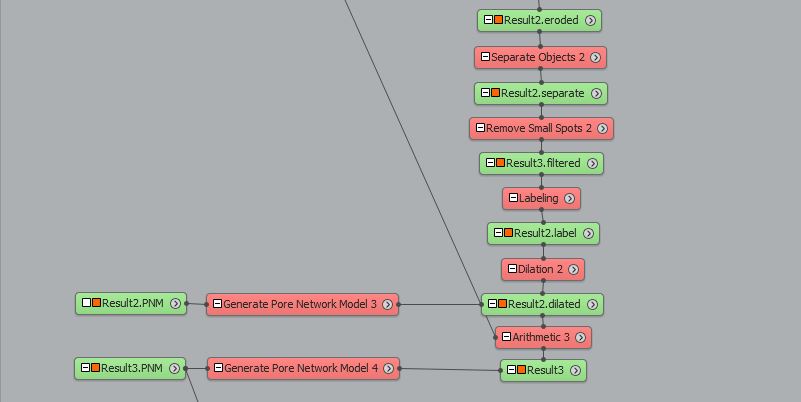 Result2.eroded
Separate Objects 2
Result2.separate
Remove Small Spots 2
Result3.filtered
Labeling
Result2.label
Dilation 2
Result2.PNM Generate Pore Network Model 3 Result2.dilated
Arithmetic 3
Result3.PNM Generate Pore Network Model 4 Result3